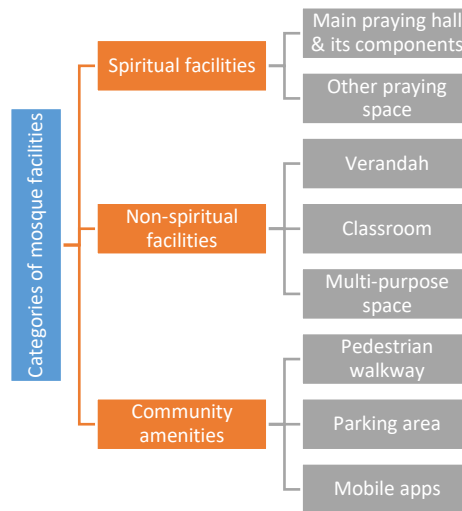 Categories of mosque facilities
Spiritual facilities
Main praying hall
& its components
Other praying
space
Non-spiritual
facilities
Verandah
Classroom
Multi-purpose
space
Community
amenities
Pedestrian
walkway
Parking area
Mobile apps